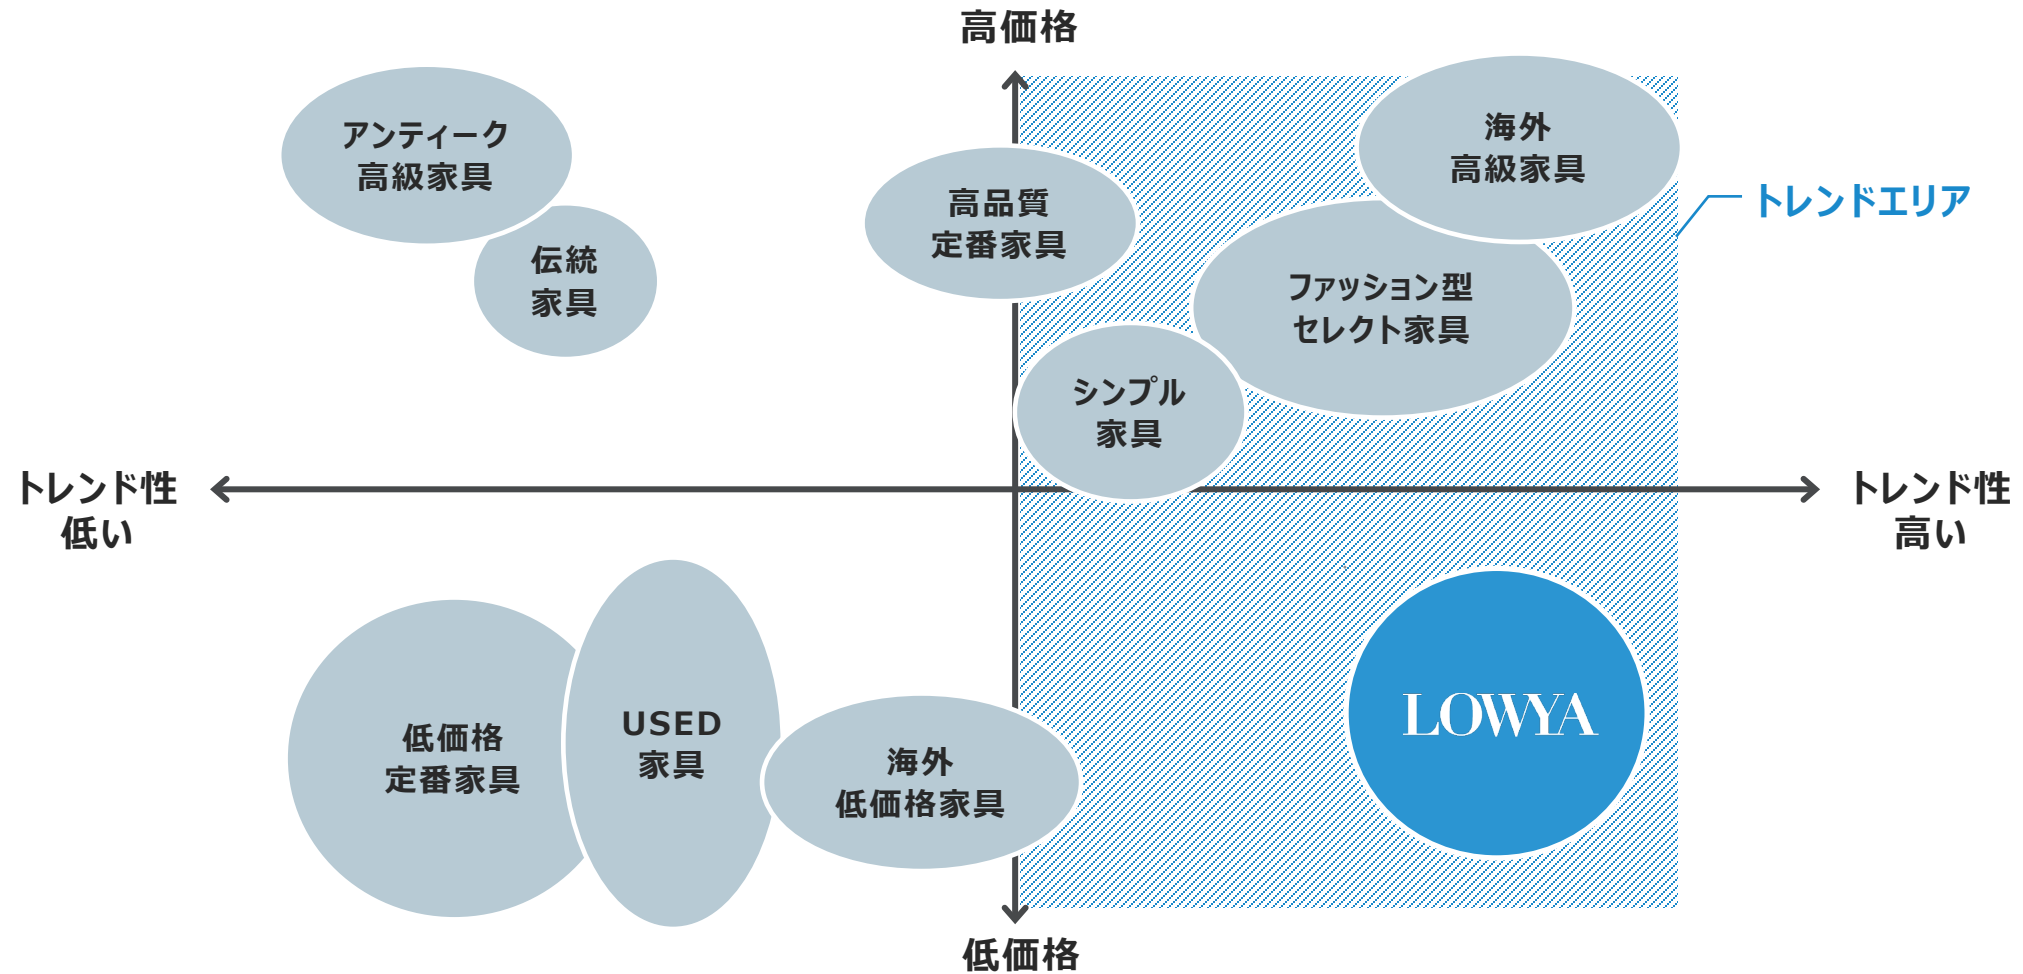 高価格
アンティーク
高級家具
伝統
家具
高品質
定番家具
海外
高級家具
トレンドエリア
ファッション型
セレクト家具
シンプル
家具
トレンド性
低い
トレンド性
高い
低価格
定番家具
USED
家具
海外
低価格家具
LOWYA
低価格